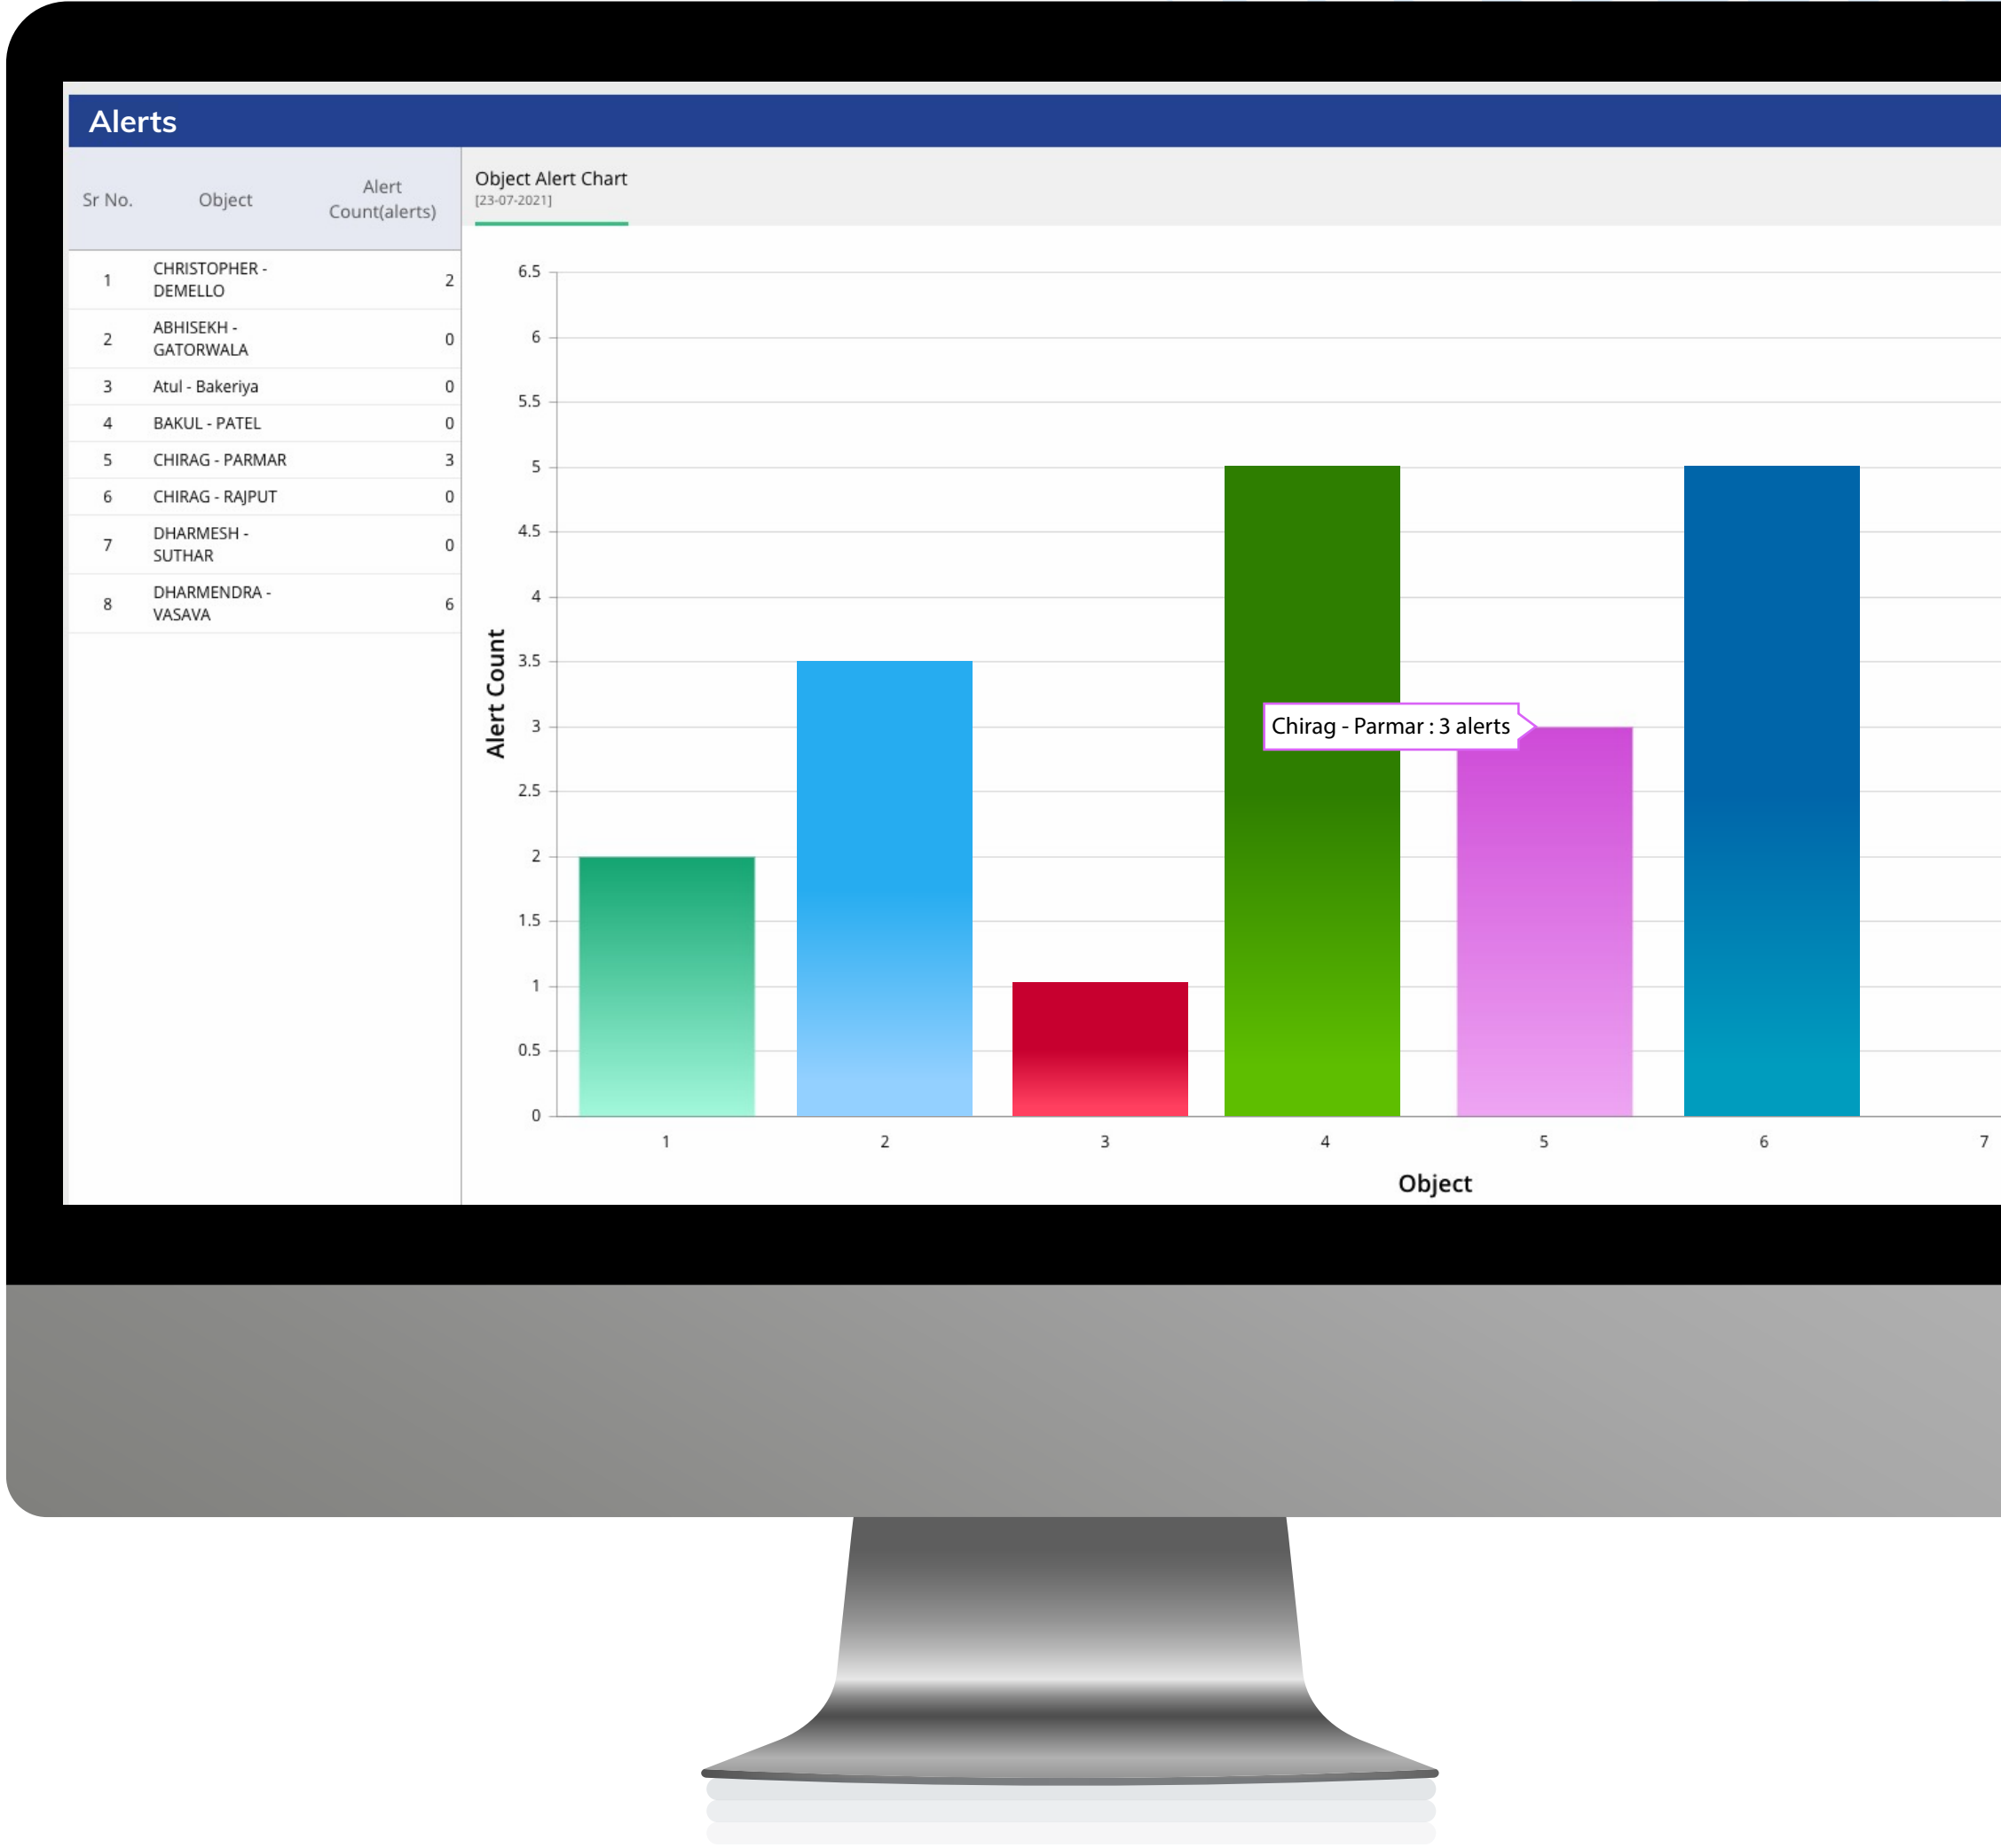 Alerts
Sr No.
Object
Alert
Count(alerts)
1
CHRISTOPHER -
DEMELLO
2
2
ABHISEKH -
GATORWALA
0
3
Atul - Bakeriya
0
4
BAKUL - PATEL
0
5
CHIRAG - PARMAR
3
6
CHIRAG - RAJPUT
0
7
DHARMESH -
SUTHAR
0
8
DHARMENDRA -
VASAVA
6
Object Alert Chart
[23-07-2021]
Alert Count
6.5
6
5.5
5
4.5
4
3.5
3
2.5
2
1.5
1
0.5
0
Chirag - Parmar : 3 alerts
1
2
3
4
5
6
7
Object